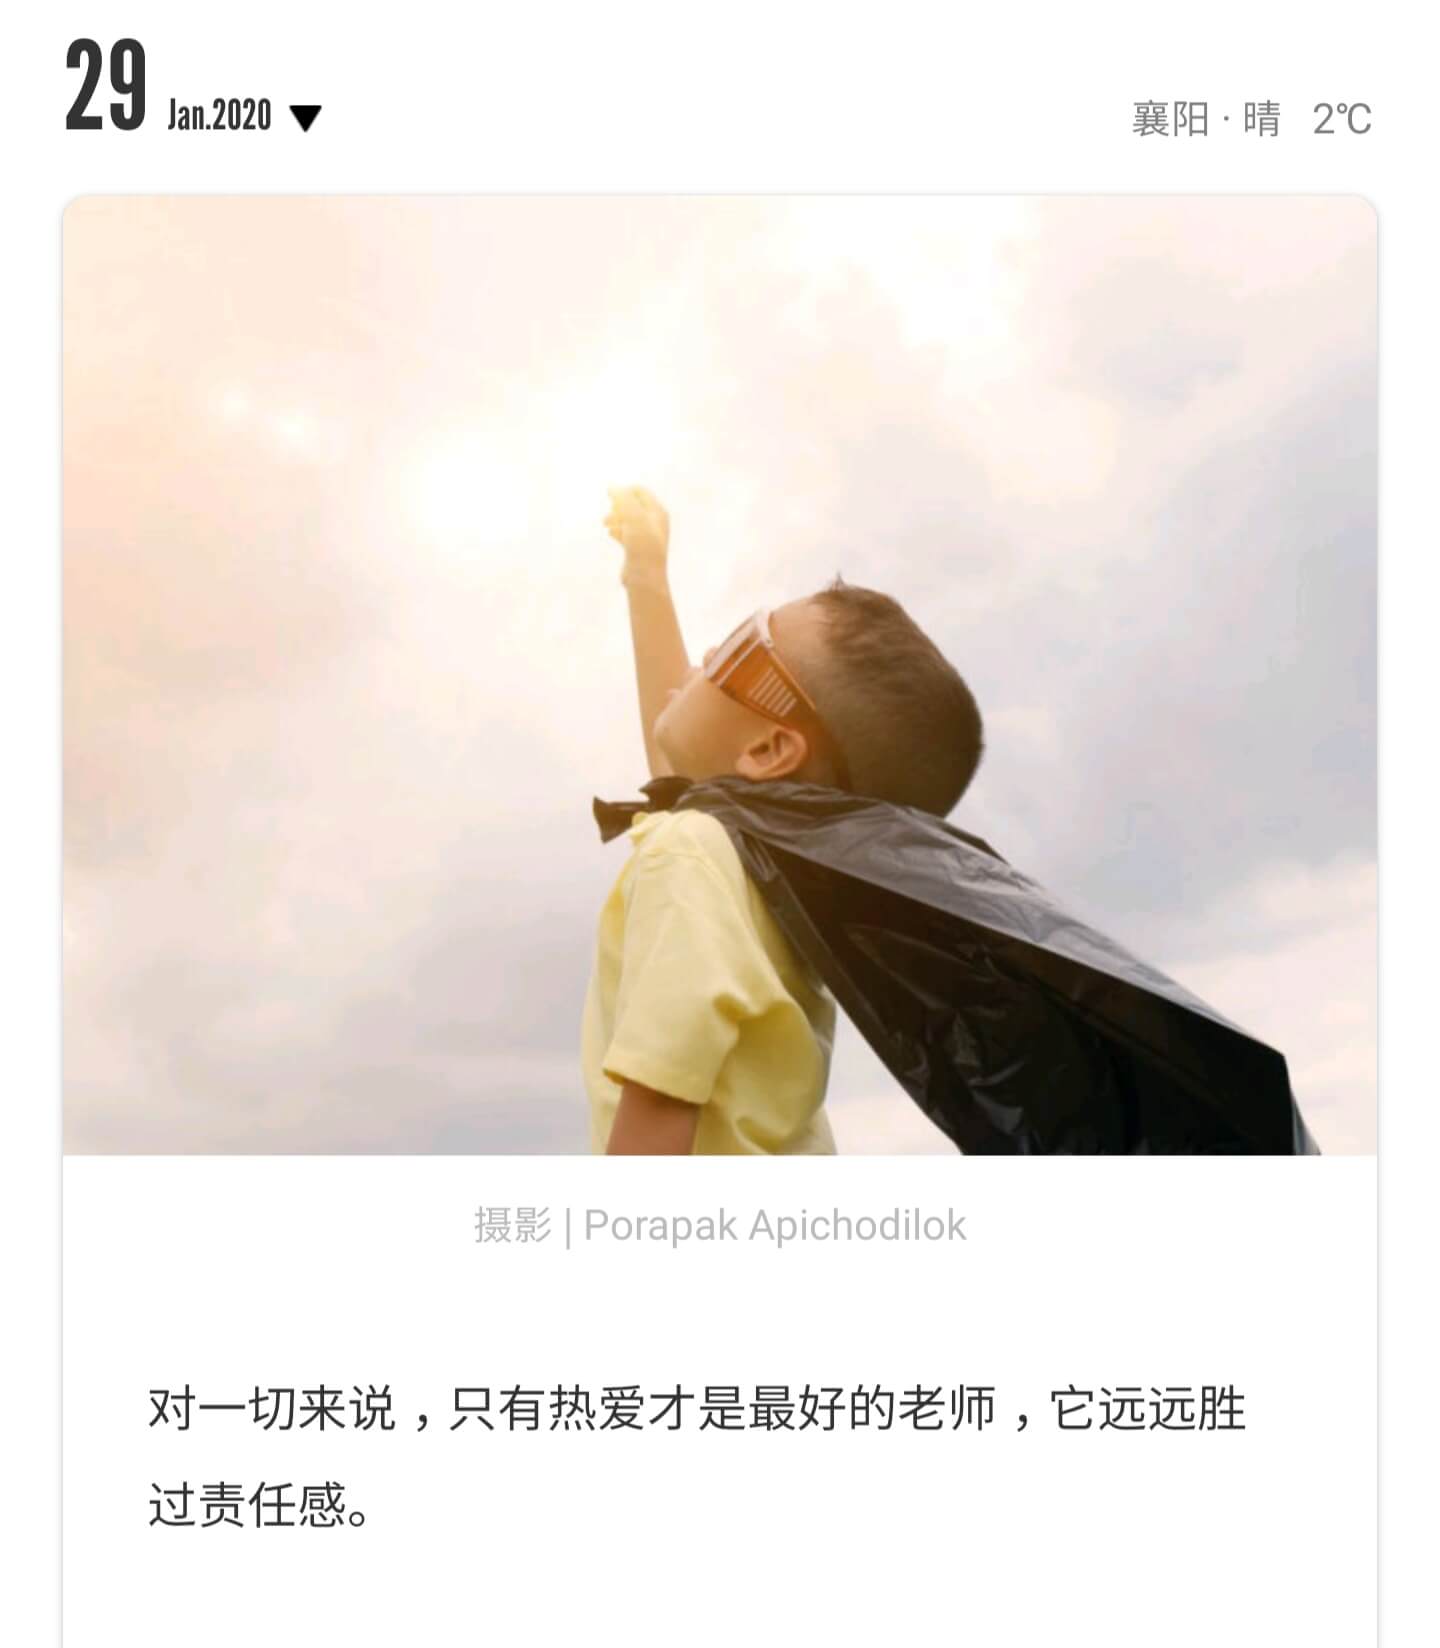 29 Jan.2020
襄阳 · 晴 2℃
摄影 | Porapak Apichodilok
对一切来说，只有热爱才是最好的老师，它远远胜
过责任感。